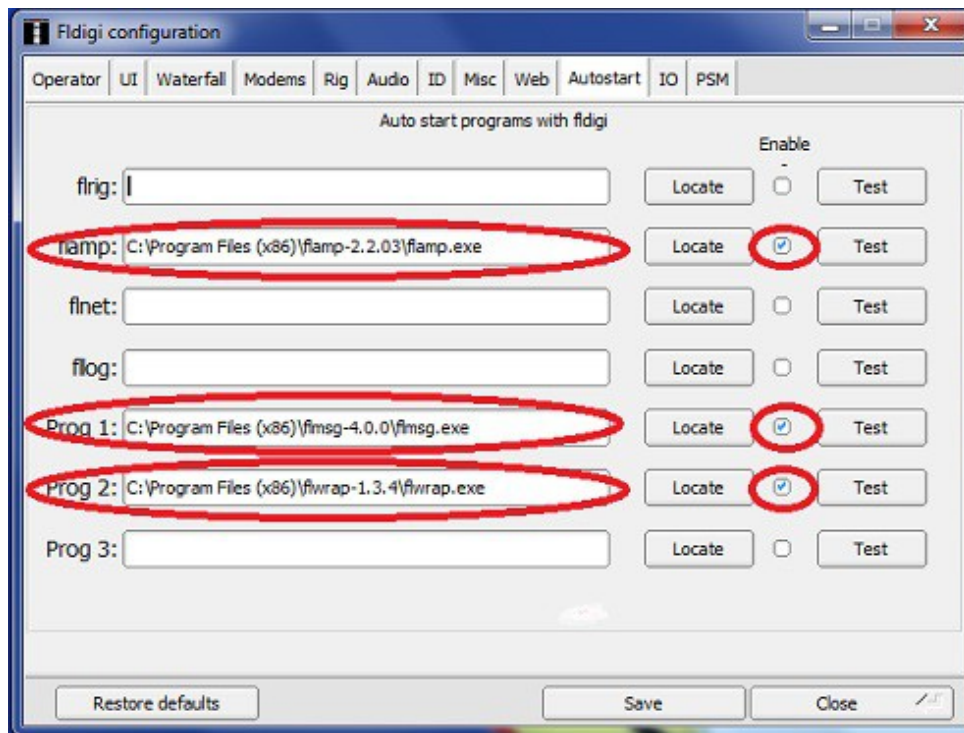 Fldigi configuration
Operator UI Waterfall Modems Rig Audio ID Misc Web Autostart IO PSM
Auto start programs with fldigi
Enable
flrig: Locate Test
flamp: C:\Program Files (x86)\flamp-2.2.03\flamp.exe Locate Test
flnet: Locate Test
fllog: Locate Test
Prog 1: C:\Program Files (x86)\flmsg-4.0.0\flmsg.exe Locate Test
Prog 2: C:\Program Files (x86)\flwrap-1.3.4\flwrap.exe Locate Test
Prog 3: Locate Test
Restore defaults Save Close